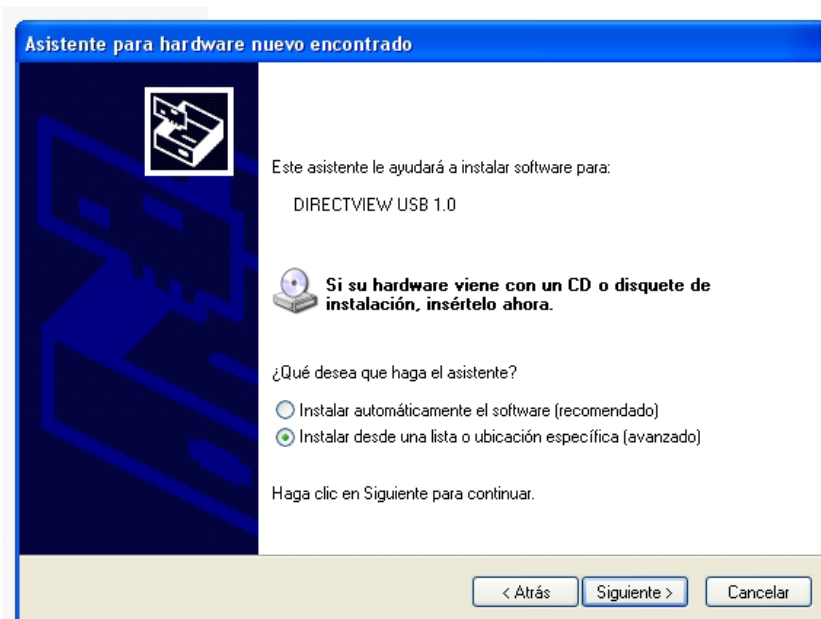 Asistente para hardware nuevo encontrado
Este asistente le ayudará a instalar software para:
DIRECTVIEW USB 1.0
Si su hardware viene con un CD o disquete de
instalación, insértelo ahora.
¿Qué desea que haga el asistente?
Instalar automáticamente el software (recomendado)
Instalar desde una lista o ubicación específica (avanzado)
Haga clic en Siguiente para continuar.
< Atrás Siguiente > Cancelar